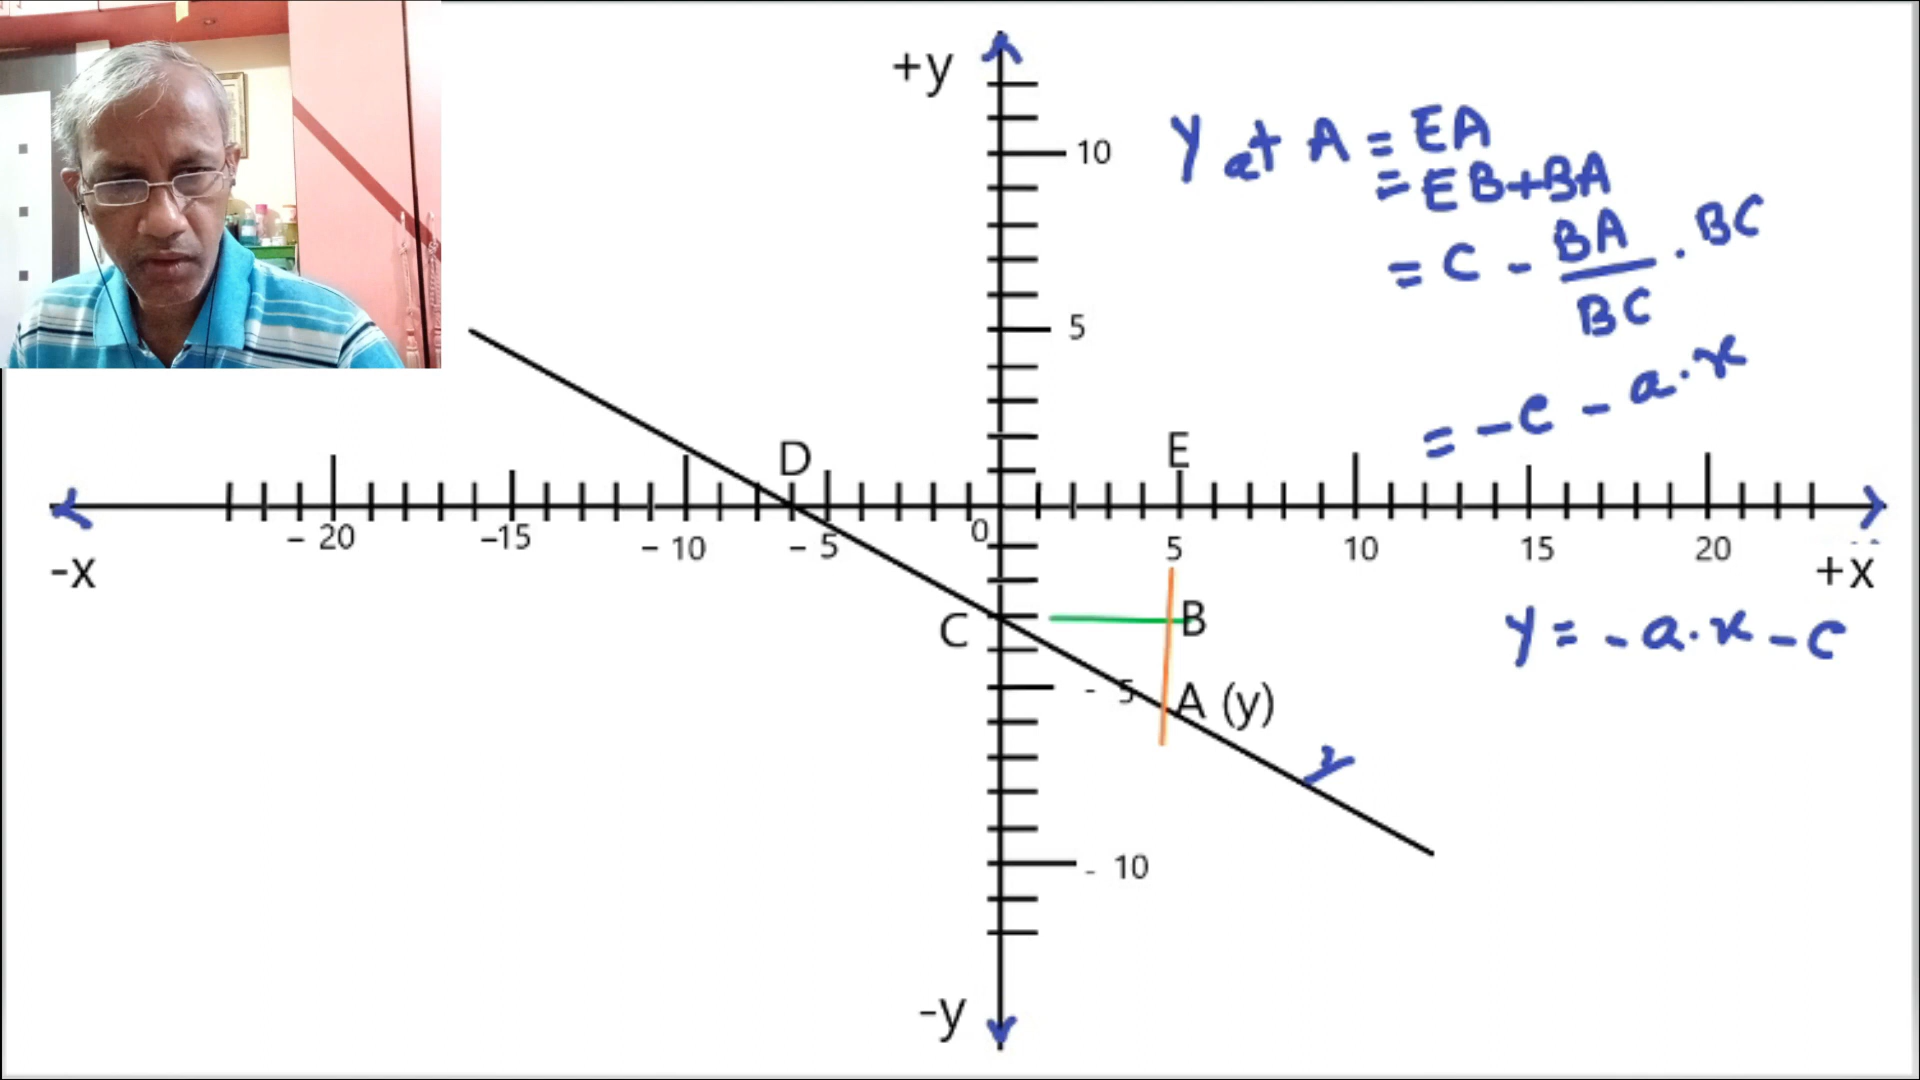 +y
10
5
D
E
- 20
-15
- 10
- 5
0
5
10
15
20
-x
+x
C
B
- 5
A (y)
- 10
-y
Y at A = EA
= EB+BA
= C - BA/BC . BC
= -C - a.x
Y = -a.x - C